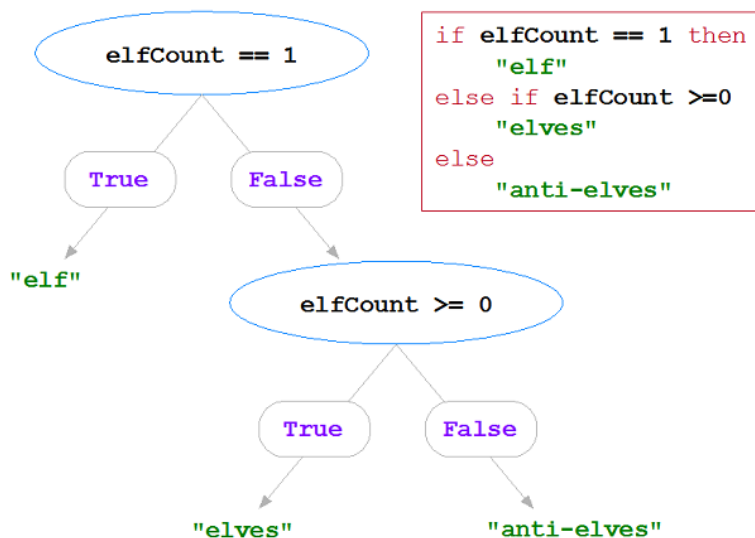 elfCount == 1
True
False
"elf"
elfCount >= 0
True
False
"elves"
"anti-elves"
if elfCount == 1 then
"elf"
else if elfCount >=0
"elves"
else
"anti-elves"